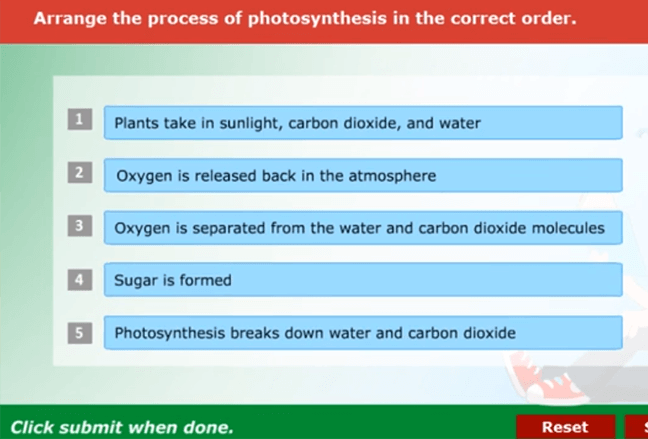 Arrange the process of photosynthesis in the correct order.
1 Plants take in sunlight, carbon dioxide, and water
2 Oxygen is released back in the atmosphere
3 Oxygen is separated from the water and carbon dioxide molecules
4 Sugar is formed
5 Photosynthesis breaks down water and carbon dioxide
Click submit when done. Reset